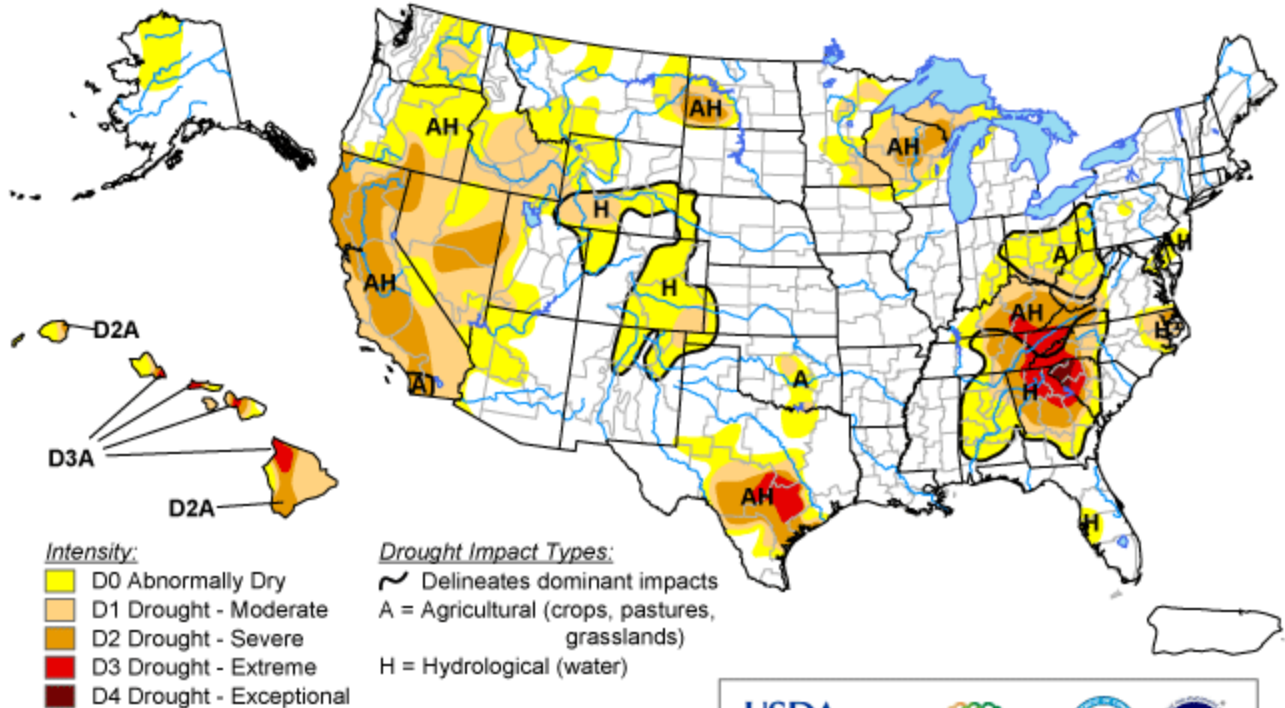 AH
AH
AH
H
A
AH
AH
H
AH
H
H
D2A
A
A
H
D3A
AH
D2A
H
Intensity:
D0 Abnormally Dry
D1 Drought - Moderate
D2 Drought - Severe
D3 Drought - Extreme
D4 Drought - Exceptional
Drought Impact Types:
Delineates dominant impacts
A = Agricultural (crops, pastures,
grasslands)
H = Hydrological (water)
USDA